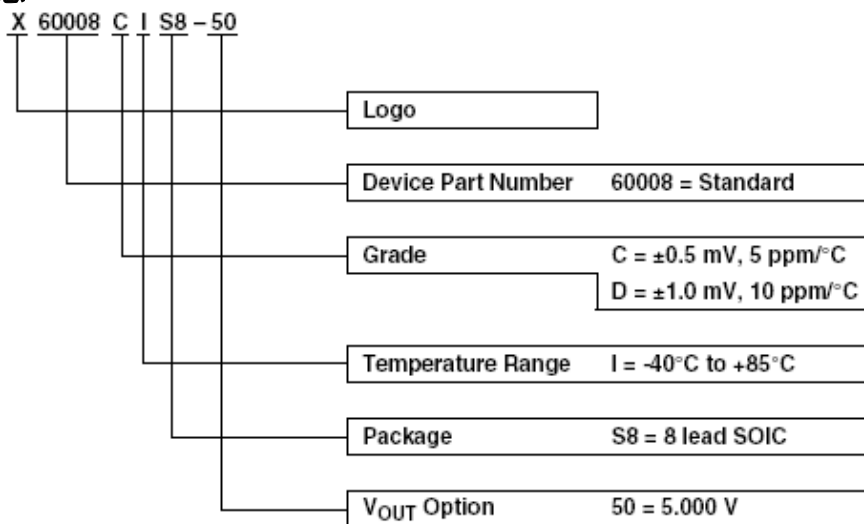 X 60008 C I S8 – 50
Logo
Device Part Number 60008 = Standard
Grade C = ±0.5 mV, 5 ppm/°C
D = ±1.0 mV, 10 ppm/°C
Temperature Range I = -40°C to +85°C
Package S8 = 8 lead SOIC
VOUT Option 50 = 5.000 V